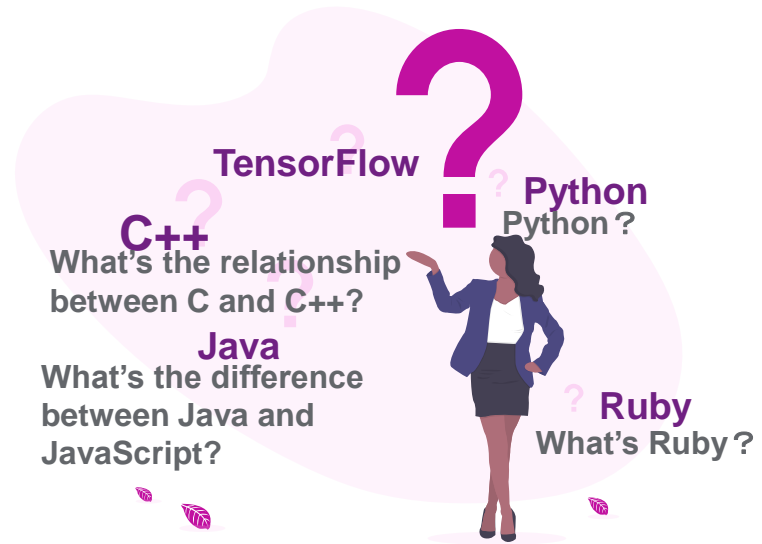 ?
TensorFlow
Python
Python？
C++
What’s the relationship
between C and C++?
Java
What’s the difference
between Java and
JavaScript?
Ruby
What’s Ruby？
?
?
?
?
?